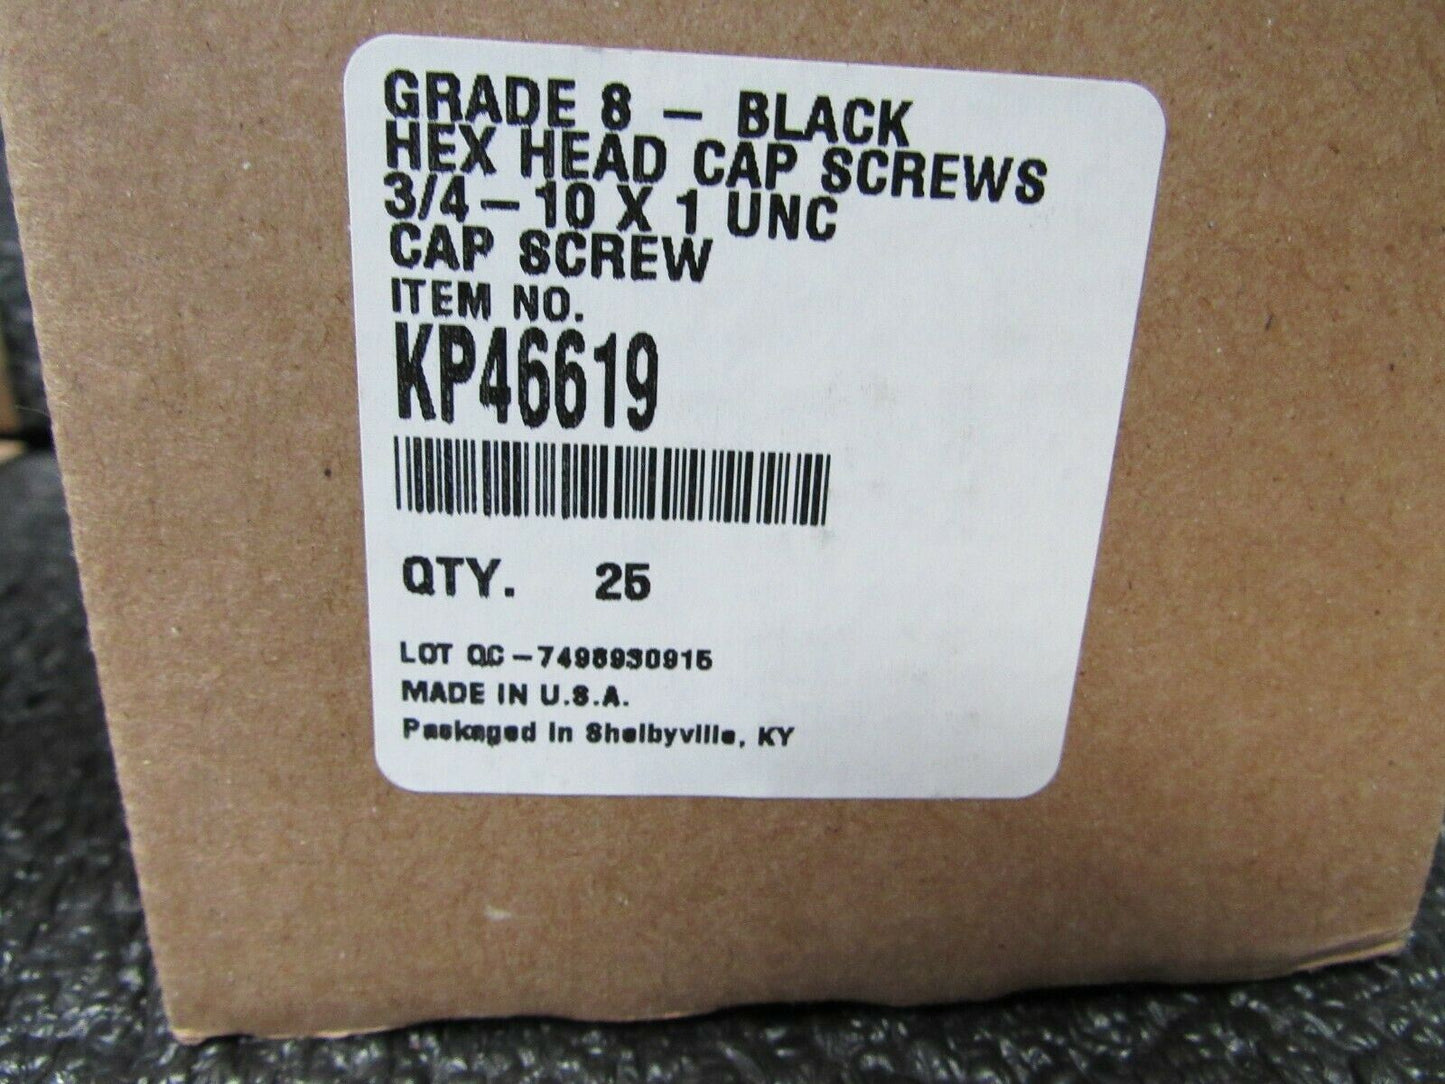 GRADE 8 - BLACK
HEX HEAD CAP SCREWS
3/4-10 X 1 UNC
CAP SCREW
ITEM NO.
KP46619
QTY. 25
LOT QC-7498930915
MADE IN U.S.A.
Packaged in Shelbyville, KY